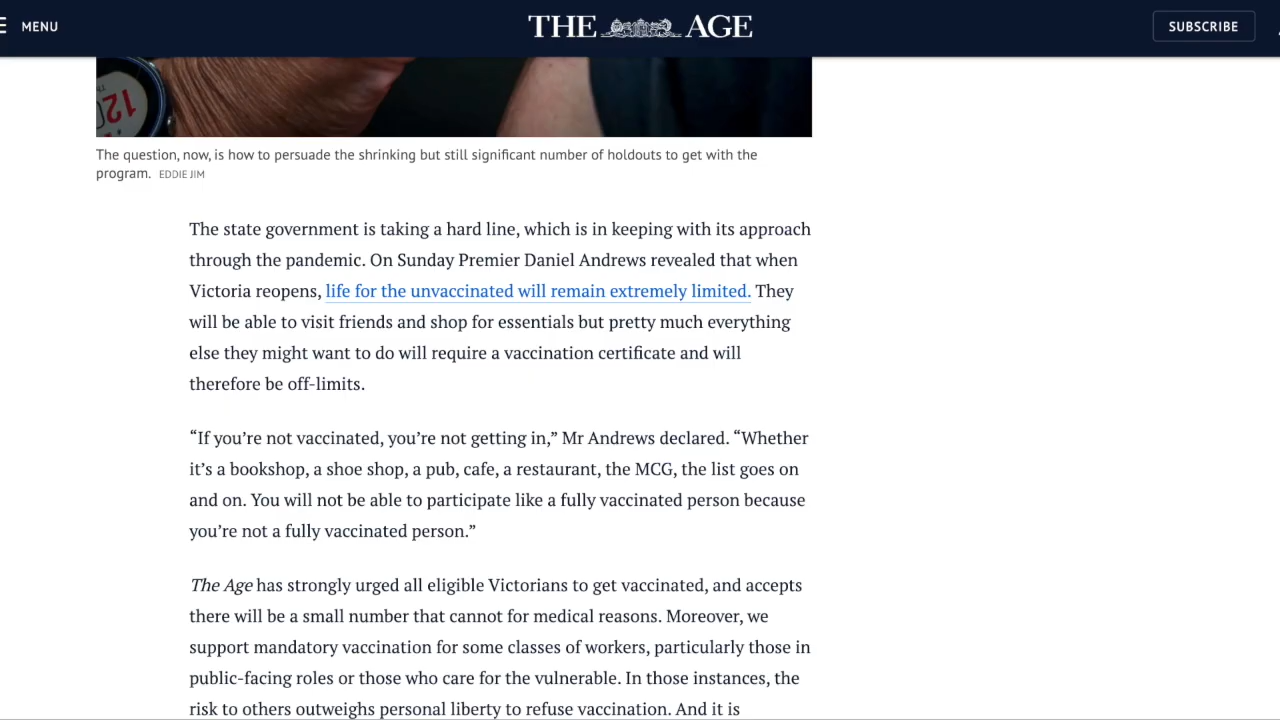 MENU
THE AGE
SUBSCRIBE
120
The question, now, is how to persuade the shrinking but still significant number of holdouts to get with the
program. EDDIE JIM
The state government is taking a hard line, which is in keeping with its approach
through the pandemic. On Sunday Premier Daniel Andrews revealed that when
Victoria reopens, life for the unvaccinated will remain extremely limited. They
will be able to visit friends and shop for essentials but pretty much everything
else they might want to do will require a vaccination certificate and will
therefore be off-limits.
“If you’re not vaccinated, you’re not getting in,” Mr Andrews declared. “Whether
it’s a bookshop, a shoe shop, a pub, cafe, a restaurant, the MCG, the list goes on
and on. You will not be able to participate like a fully vaccinated person because
you’re not a fully vaccinated person.”
The Age has strongly urged all eligible Victorians to get vaccinated, and accepts
there will be a small number that cannot for medical reasons. Moreover, we
support mandatory vaccination for some classes of workers, particularly those in
public-facing roles or those who care for the vulnerable. In those instances, the
risk to others outweighs personal liberty to refuse vaccination. And it is